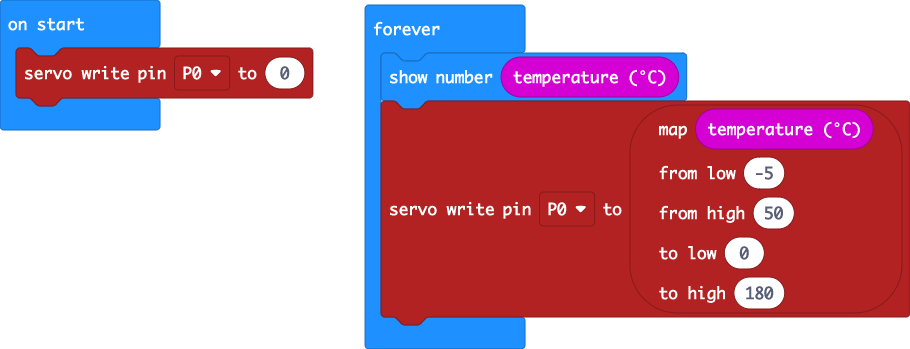 on start
servo write pin P0 to 0
forever
show number temperature (°C)
servo write pin P0 to
map temperature (°C)
from low -5
from high 50
to low 0
to high 180